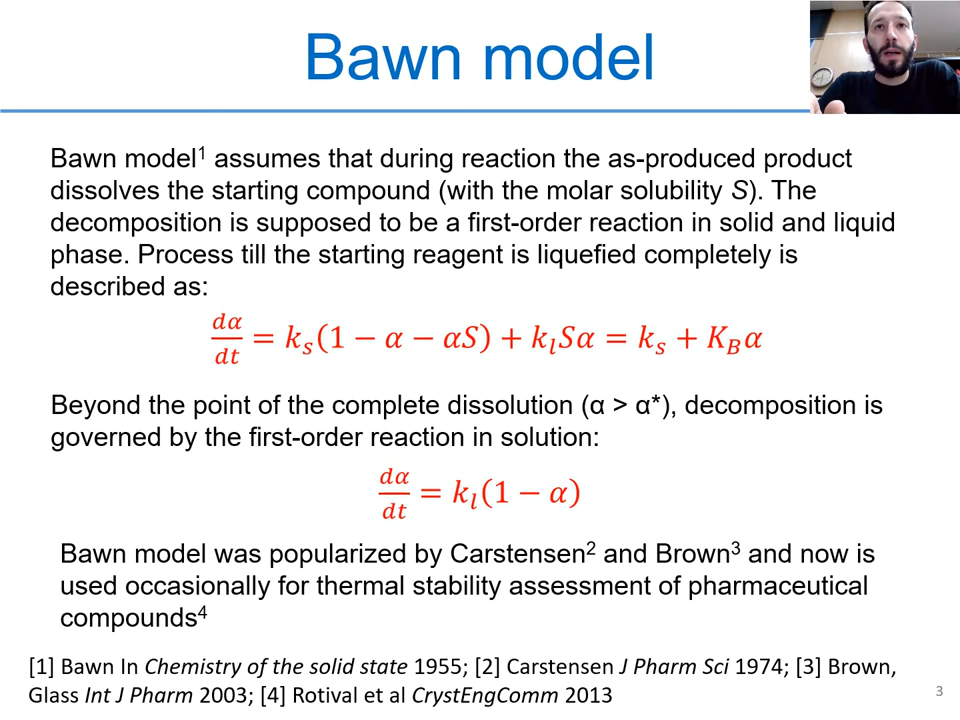 Bawn model
Bawn model¹ assumes that during reaction the as-produced product
dissolves the starting compound (with the molar solubility S). The
decomposition is supposed to be a first-order reaction in solid and liquid
phase. Process till the starting reagent is liquefied completely is
described as:
dα/dt = kₛ(1 − α − αS) + kₗSα = kₛ + K_Bα
Beyond the point of the complete dissolution (α > α*), decomposition is
governed by the first-order reaction in solution:
dα/dt = kₗ(1 − α)
Bawn model was popularized by Carstensen² and Brown³ and now is
used occasionally for thermal stability assessment of pharmaceutical
compounds⁴
[1] Bawn In Chemistry of the solid state 1955; [2] Carstensen J Pharm Sci 1974; [3] Brown,
Glass Int J Pharm 2003; [4] Rotival et al CrystEngComm 2013
3